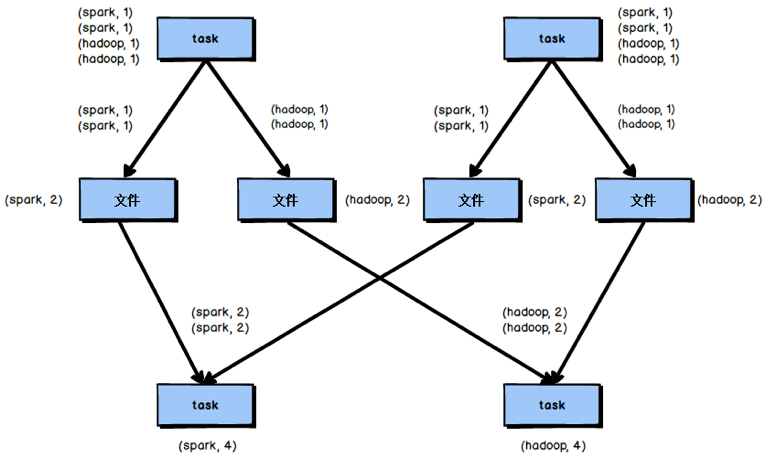 (spark, 1)
(spark, 1)
(hadoop, 1)
(hadoop, 1)
task
task
(spark, 1)
(spark, 1)
(hadoop, 1)
(hadoop, 1)
(spark, 1)
(spark, 1)
(hadoop, 1)
(hadoop, 1)
(spark, 1)
(spark, 1)
(hadoop, 1)
(hadoop, 1)
(spark, 2)
文件
文件
(hadoop, 2)
文件
(spark, 2)
文件
(hadoop, 2)
(spark, 2)
(spark, 2)
(hadoop, 2)
(hadoop, 2)
task
task
(spark, 4)
(hadoop, 4)